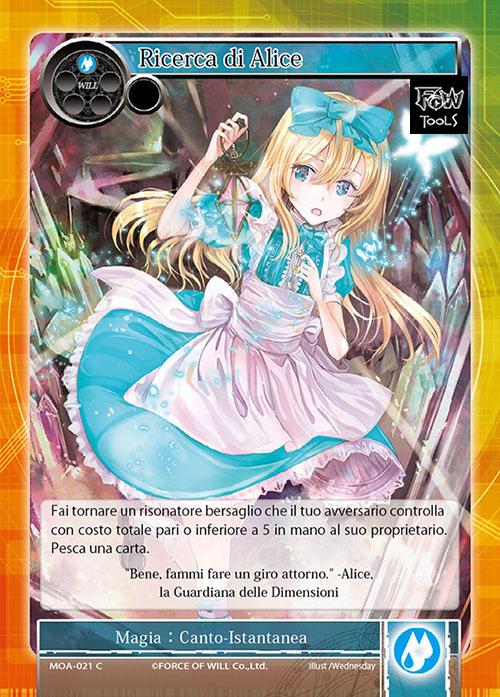 Ricerca di Alice
WILL
FoW
TOOLS
Fai tornare un risonatore bersaglio che il tuo avversario controlla
con costo totale pari o inferiore a 5 in mano al suo proprietario.
Pesca una carta.
"Bene, fammi fare un giro attorno." -Alice,
la Guardiana delle Dimensioni
Magia : Canto-Istantanea
MOA-021 C ©FORCE OF WILL Co.,Ltd. Illust /Wednesday